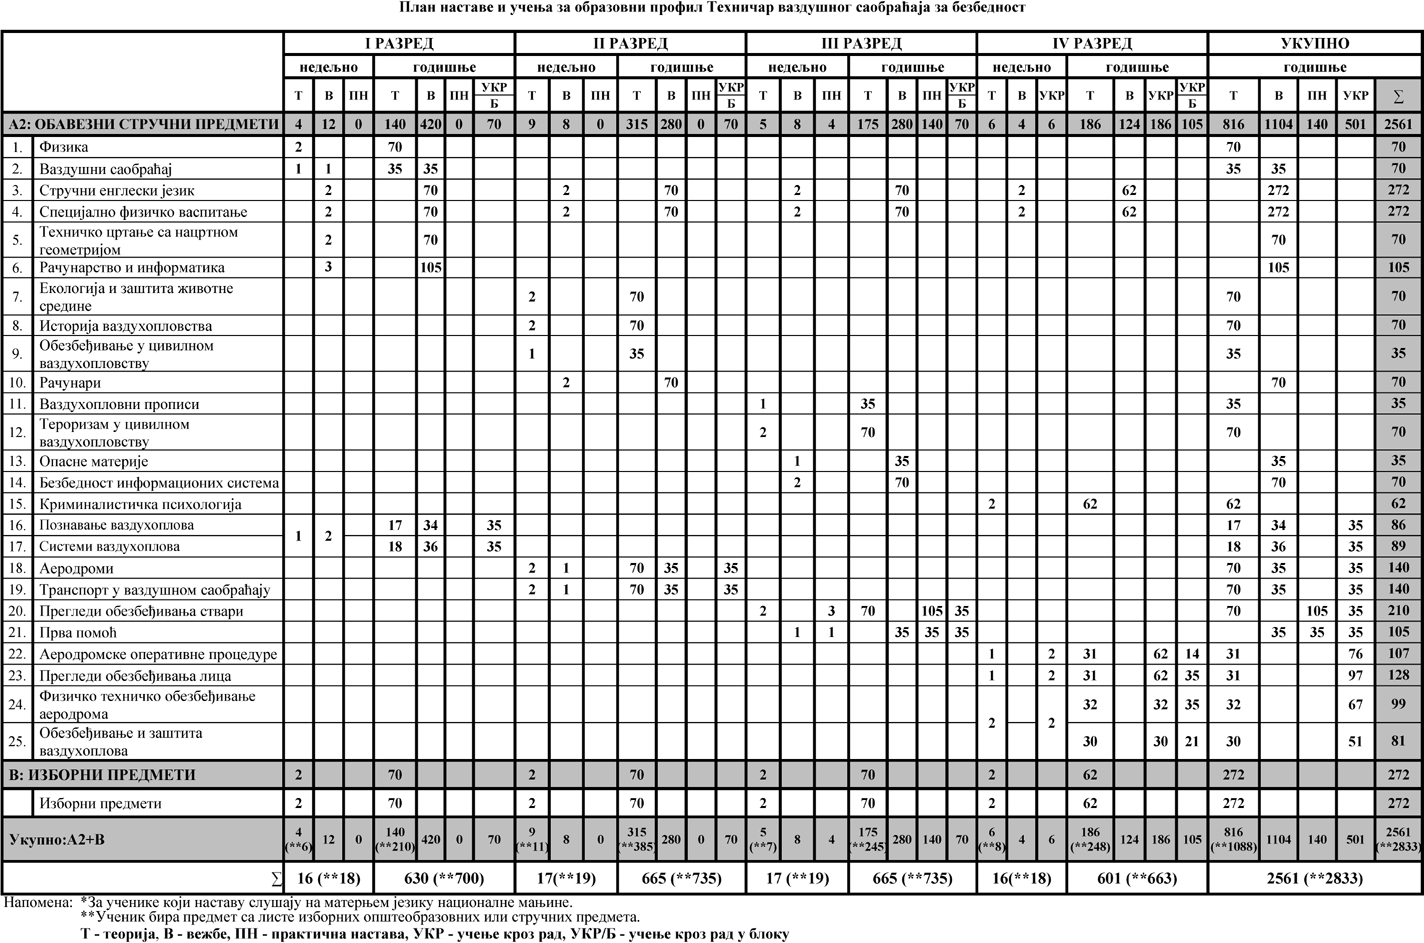 План наставе и учења за образовни профил Техничар ваздушног саобраћаја за безбедност
I РАЗРЕД II РАЗРЕД III РАЗРЕД IV РАЗРЕД УКУПНО
недељно годишње недељно годишње недељно годишње недељно годишње годишње
Т В ПН Т В ПН УКР Б Т В ПН Т В ПН УКР Б Т В ПН Т В ПН УКР Б Т В УКР Т В УКР УКР Б Т В ПН УКР ∑
А2: ОБАВЕЗНИ СТРУЧНИ ПРЕДМЕТИ 4 12 0 140 420 0 70 9 8 0 315 280 0 70 5 8 4 175 280 140 70 6 4 6 186 124 186 105 816 1104 140 501 2561
1. Физика 2 70 70 70
2. Ваздушни саобраћај 1 1 35 35 35 35 70
3. Стручни енглески језик 2 70 2 70 2 70 2 62 272 272
4. Специјално физичко васпитање 2 70 2 70 2 70 2 62 272 272
5. Техничко цртање са нацртном
геометријом 2 70 70 70
6. Рачунарство и информатика 3 105 105 105
7. Екологија и заштита животне
средине 2 70 70 70
8. Историја ваздухопловства 2 70 70 70
9. Обезбеђивање у цивилном
ваздухопловству 1 35 35 35
10. Рачунари 2 70 70 70
11. Ваздухопловни прописи 1 35 35 35
12. Тероризам у цивилном
ваздухопловству 2 70 70 70
13. Опасне материје 1 35 35 35
14. Безбедност информационих система 2 70 70 70
15. Криминалистичка психологија 2 62 62 62
16. Познавање ваздухоплова 1 2 17 34 35 17 34 35 86
17. Системи ваздухоплова 18 36 35 18 36 35 89
18. Аеродроми 2 1 70 35 35 70 35 35 140
19. Транспорт у ваздушном саобраћају 2 1 70 35 35 70 35 35 140
20. Прегледи обезбеђивања ствари 2 3 70 105 35 70 105 35 210
21. Прва помоћ 1 1 35 35 35 35 35 35 105
22. Аеродромске оперативне процедуре 1 2 31 62 14 31 76 107
23. Прегледи обезбеђивања лица 1 2 31 62 35 31 97 128
24. Физичко техничко обезбеђивање
аеродрома 2 2 32 32 35 32 67 99
25. Обезбеђивање и заштита
ваздухоплова 30 30 21 30 51 81
В: ИЗБОРНИ ПРЕДМЕТИ 2 70 2 70 2 70 2 62 272 272
Изборни предмети 2 70 2 70 2 70 2 62 272 272
Укупно:А2+В 4 (**6) 12 0 140 (**210) 420 0 70 9 (**11) 8 0 315 (**385) 280 0 70 5 (**7) 8 4 175 (**245) 280 140 70 6 (**8) 4 6 186 (**248) 124 186 105 816 (**1088) 1104 140 501 2561 (**2833)
∑ 16 (**18) 630 (**700) 17(**19) 665 (**735) 17 (**19) 665 (**735) 16(**18) 601 (**663) 2561 (**2833)
Напомена: *За ученике који наставу слушају на матерњем језику националне мањине.
**Ученик бира предмет са листе изборних општеобразовних или стручних предмета.
Т - теорија, В - вежбе, ПН - практична настава, УКР - учење кроз рад, УКР/Б - учење кроз рад у блоку